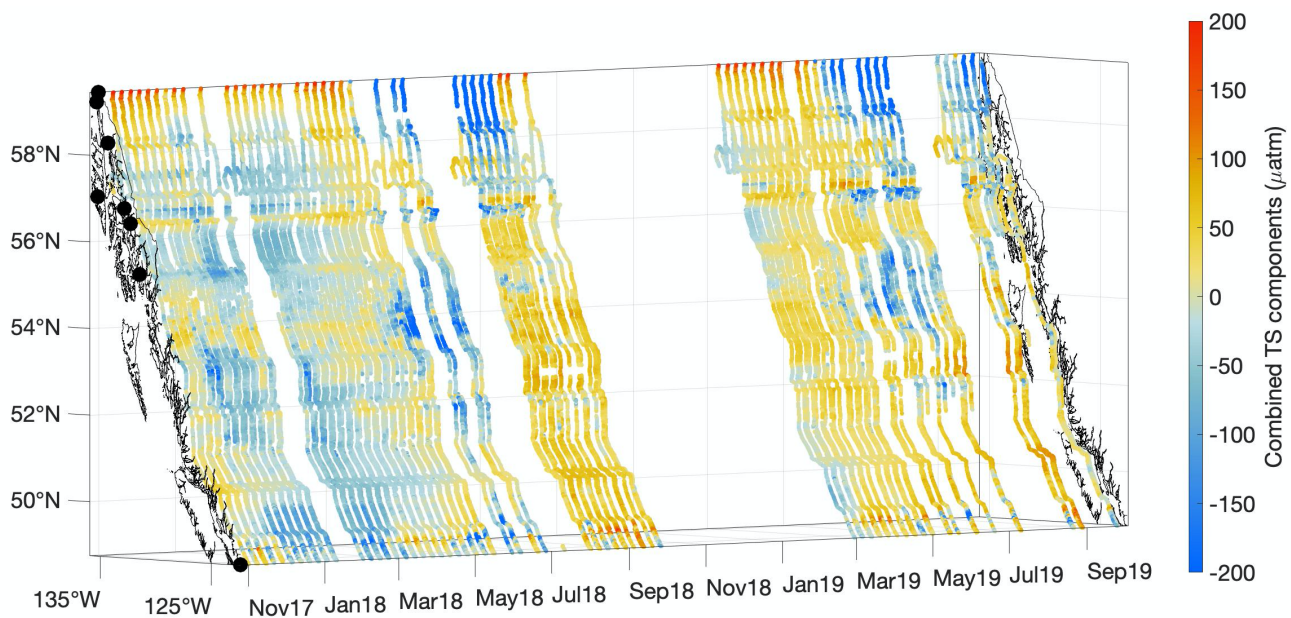 58°N
56°N
54°N
52°N
50°N
135°W
125°W
Nov17
Jan18
Mar18
May18
Jul18
Sep18
Nov18
Jan19
Mar19
May19
Jul19
Sep19
200
150
100
50
0
-50
-100
-150
-200
Combined TS components (μatm)